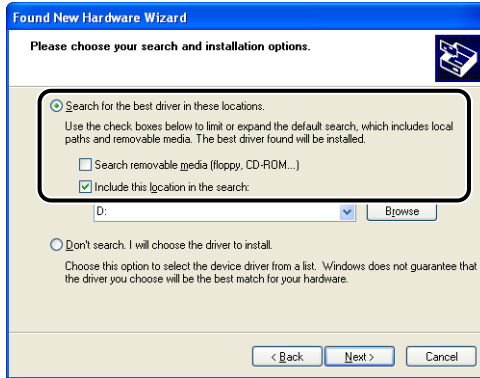 Found New Hardware Wizard
Please choose your search and installation options.
Search for the best driver in these locations.
Use the check boxes below to limit or expand the default search, which includes local
paths and removable media. The best driver found will be installed.
Search removable media (floppy, CD-ROM...)
Include this location in the search:
D:
Browse
Don't search. I will choose the driver to install.
Choose this option to select the device driver from a list. Windows does not guarantee that
the driver you choose will be the best match for your hardware.
< Back Next > Cancel